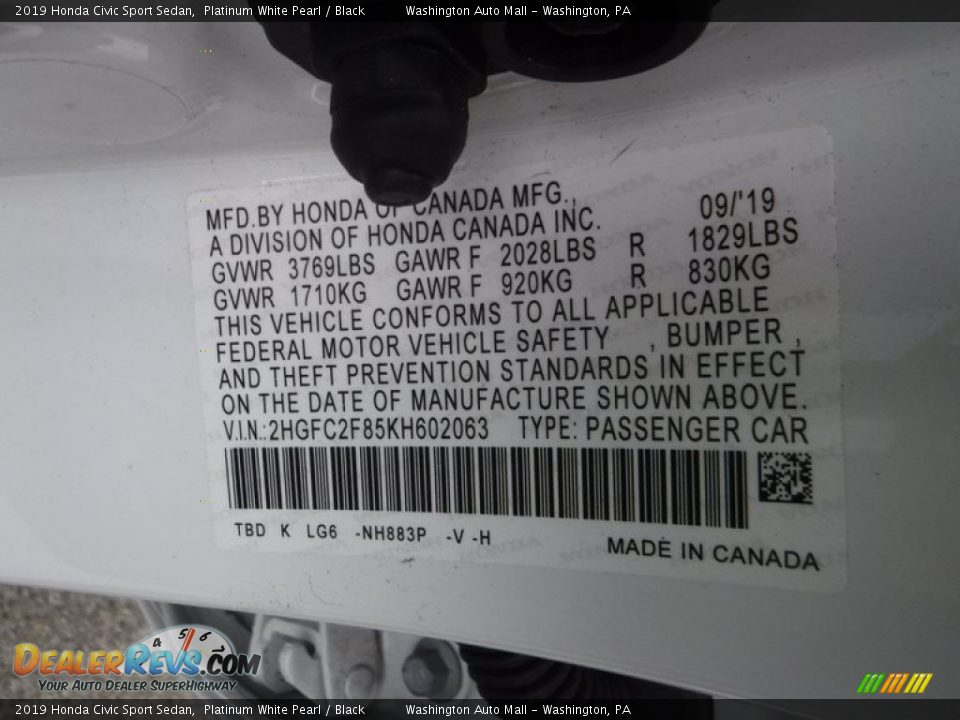 2019 Honda Civic Sport Sedan, Platinum White Pearl / Black Washington Auto Mall - Washington, PA
MFD.BY HONDA OF CANADA MFG., 09/'19
A DIVISION OF HONDA CANADA INC.
GVWR 3769LBS GAWR F 2028LBS R 1829LBS
GVWR 1710KG GAWR F 920KG R 830KG
THIS VEHICLE CONFORMS TO ALL APPLICABLE
FEDERAL MOTOR VEHICLE SAFETY , BUMPER ,
AND THEFT PREVENTION STANDARDS IN EFFECT
ON THE DATE OF MANUFACTURE SHOWN ABOVE.
V.I.N.:2HGFC2F85KH602063 TYPE: PASSENGER CAR
TBD K LG6 -NH883P -V -H
MADE IN CANADA
4 5 6
DEALERREVS.COM
YOUR AUTO DEALER SUPERHIGHWAY
2019 Honda Civic Sport Sedan, Platinum White Pearl / Black Washington Auto Mall - Washington, PA